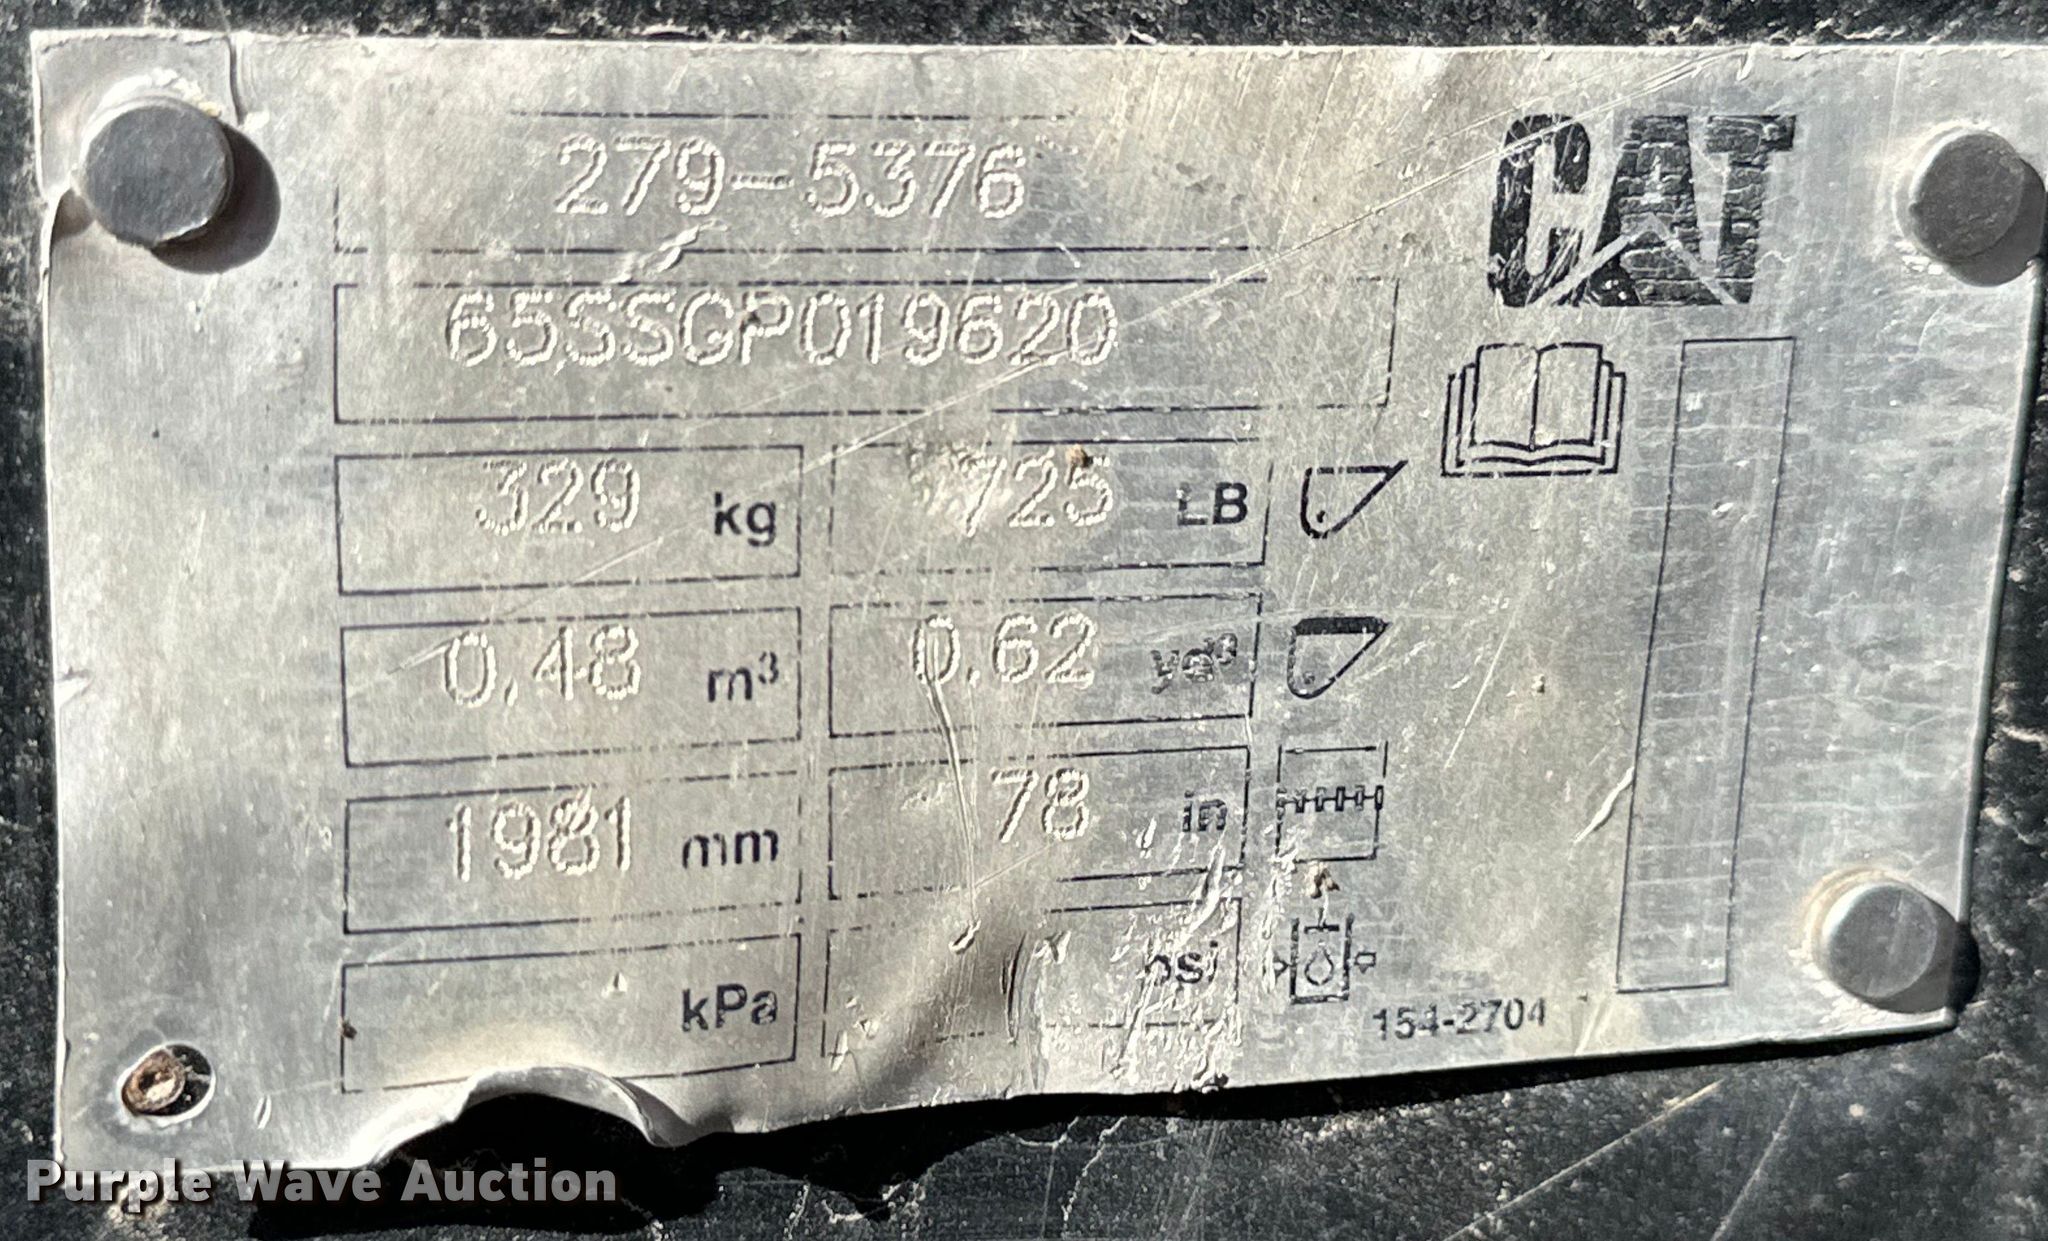 CAT
279-5376
65SSGP019620
329 kg 725 LB
0.48 m³ 0.62 yd³
1981 mm 78 in
kPa psi
154-2704
Purple Wave Auction